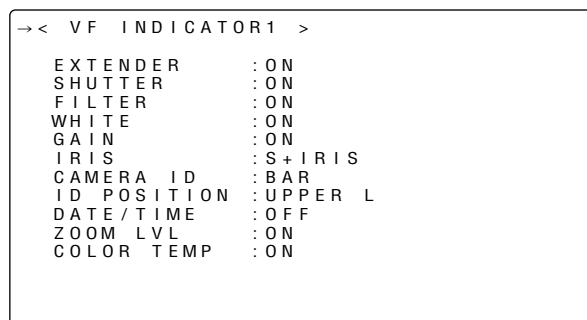 →< VF INDICATOR1 >
EXTENDER :ON
SHUTTER :ON
FILTER :ON
WHITE :ON
GAIN :ON
IRIS :S+IRIS
CAMERA ID :BAR
ID POSITION :UPPER L
DATE/TIME :OFF
ZOOM LVL :ON
COLOR TEMP :ON